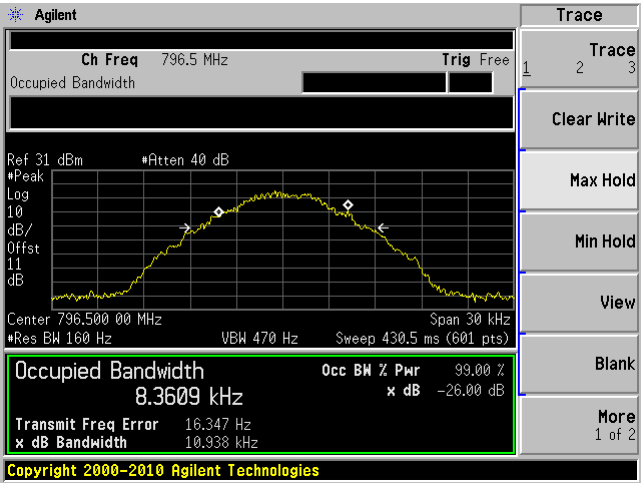 Agilent
Trace
Ch Freq 796.5 MHz Trig Free
Occupied Bandwidth
Trace
1 2 3
Clear Write
Max Hold
Min Hold
View
Blank
More
1 of 2
Ref 31 dBm #Atten 40 dB
#Peak
Log
10
dB/
Offst
11
dB
Center 796.500 00 MHz Span 30 kHz
#Res BW 160 Hz VBW 470 Hz Sweep 430.5 ms (601 pts)
Occupied Bandwidth Occ BW % Pwr 99.00 %
8.3609 kHz x dB -26.00 dB
Transmit Freq Error 16.347 Hz
x dB Bandwidth 10.938 kHz
Copyright 2000-2010 Agilent Technologies